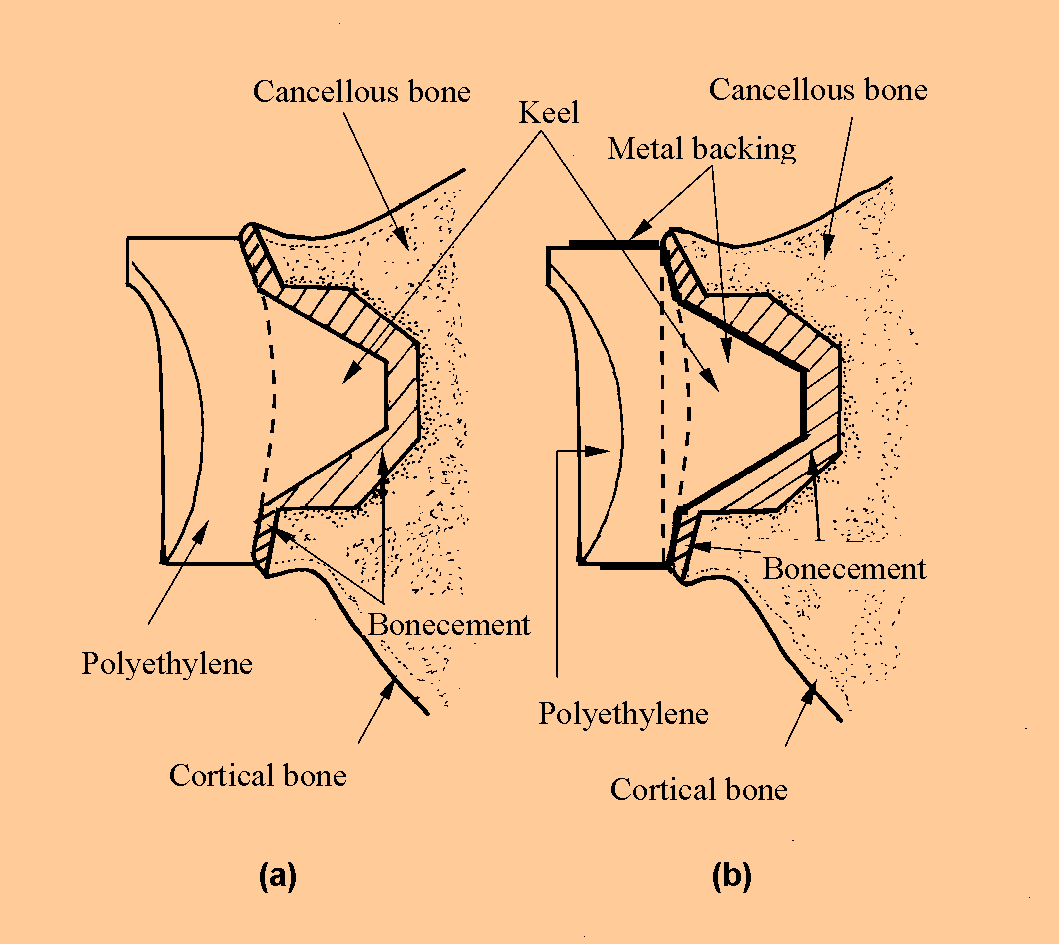 Cancellous bone
Cancellous bone
Keel
Metal backing
Bonecement
Bonecement
Polyethylene
Polyethylene
Cortical bone
Cortical bone
(a)
(b)